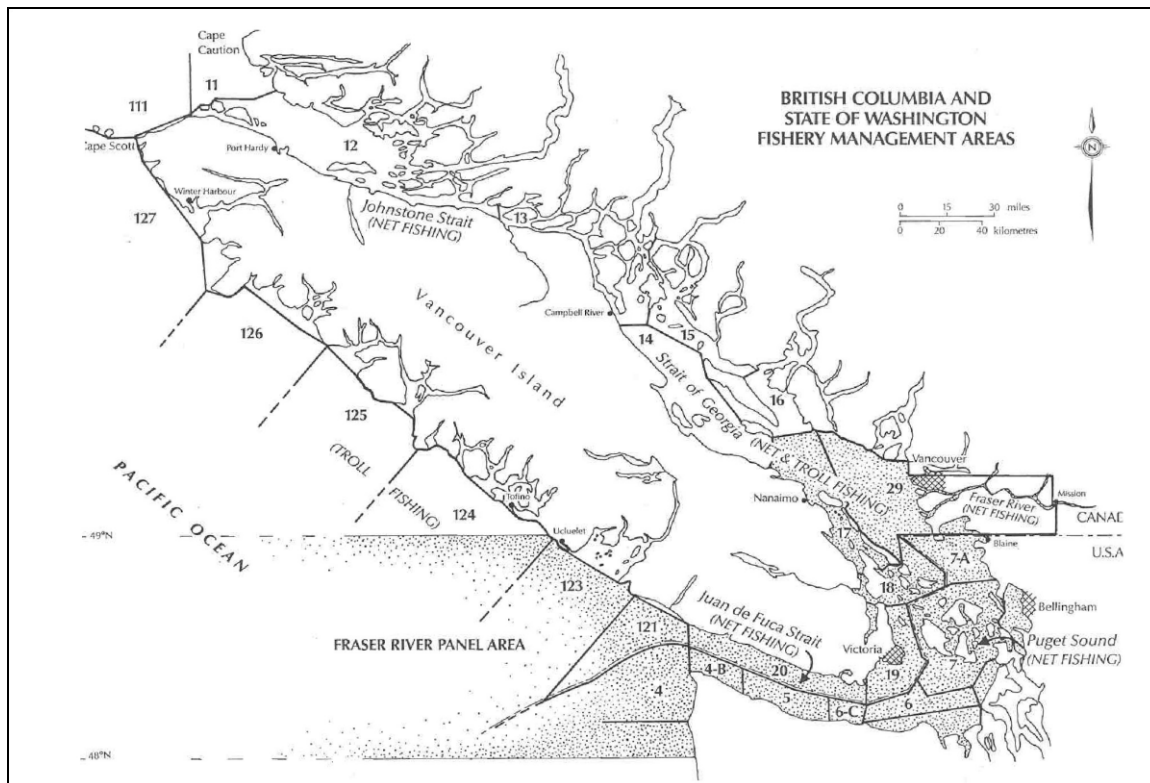 Cape
Caution
BRITISH COLUMBIA AND
STATE OF WASHINGTON
FISHERY MANAGEMENT AREAS
N
11
111
Cape Scott
Port Hardy
12
Winter Harbour
127
Johnstone Strait
(NET FISHING)
13
0 15 30 miles
0 20 40 kilometres
126
Vancouver Island
Campbell River
14
15
Strait of Georgia
(NET & TROLL FISHING)
16
125
(TROLL
FISHING)
PACIFIC OCEAN
124
Tofino
Ucluelet
Nanaimo
Vancouver
29
Fraser River
(NET FISHING)
Mission
CANAD
U.S.A
49°N
17
Blaine
7-A
18
123
Bellingham
Juan de Fuca Strait
(NET FISHING)
121
FRASER RIVER PANEL AREA
Victoria
Puget Sound
(NET FISHING)
7
4-B
20
19
4
5
6-C
6
48°N